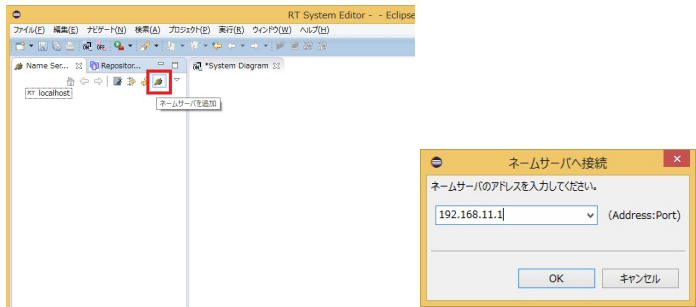 RT System Editor - - Eclipse
ファイル(F) 編集(E) ナビゲート(N) 検索(A) プロジェクト(P) 実行(R) ウィンドウ(W) ヘルプ(H)
Name Ser... Repositor... *System Diagram
RT localhost
ネームサーバを追加
ネームサーバへ接続
ネームサーバのアドレスを入力してください。
192.168.11.1 (Address:Port)
OK キャンセル